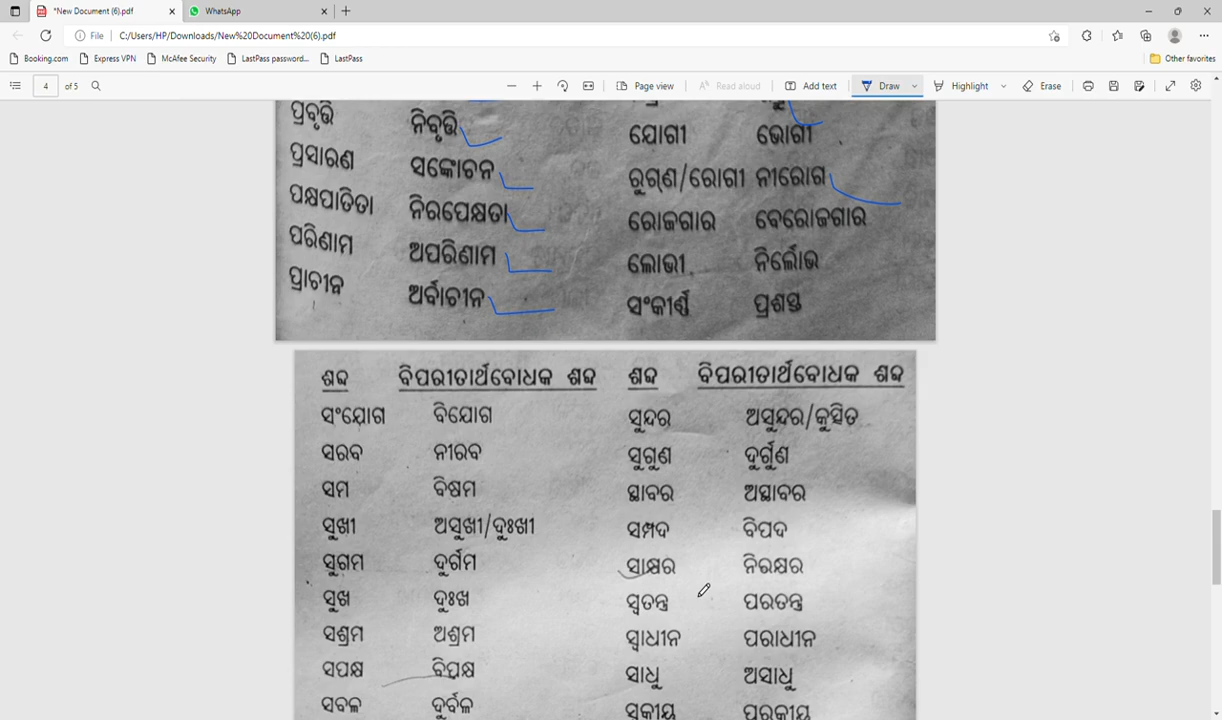 *New Document (6).pdf
WhatsApp
File C:/Users/HP/Downloads/New%20Document%20(6).pdf
Booking.com Express VPN McAfee Security LastPass password... LastPass Other favorites
4 of 5 Page view Read aloud Add text Draw Highlight Erase
ପ୍ରବୃତ୍ତି ନିବୃତ୍ତି
ଯୋଗୀ ଭୋଗୀ
ପ୍ରସାରଣ ସଙ୍କୋଚନ
ରୁଗ୍‌ଣ/ରୋଗୀ ନୀରୋଗ
ପକ୍ଷପାତିତା ନିରପେକ୍ଷତା
ରୋଜଗାର ବେରୋଜଗାର
ପରିଣାମ ଅପରିଣାମ
ଲୋଭୀ ନିର୍ଲୋଭ
ପ୍ରାଚୀନ ଅର୍ବାଚୀନ
ସଂକୀର୍ଣ୍ଣ ପ୍ରଶସ୍ତ
ଶବ୍ଦ ବିପରୀତାର୍ଥବୋଧକ ଶବ୍ଦ ଶବ୍ଦ ବିପରୀତାର୍ଥବୋଧକ ଶବ୍ଦ
ସଂଯୋଗ ବିଯୋଗ ସୁନ୍ଦର ଅସୁନ୍ଦର/କୁତ୍ସିତ
ସରବ ନୀରବ ସୁଗୁଣ ଦୁର୍ଗୁଣ
ସମ ବିଷମ ସ୍ଥାବର ଅସ୍ଥାବର
ସୁଖୀ ଅସୁଖୀ/ଦୁଃଖୀ ସମ୍ପଦ ବିପଦ
ସୁଗମ ଦୁର୍ଗମ ସାକ୍ଷର ନିରକ୍ଷର
ସୁଖ ଦୁଃଖ ସ୍ୱତନ୍ତ୍ର ପରତନ୍ତ୍ର
ସଶ୍ରମ ଅଶ୍ରମ ସ୍ୱାଧୀନ ପରାଧୀନ
ସପକ୍ଷ ବିପକ୍ଷ ସାଧୁ ଅସାଧୁ
ସବଳ ଦୁର୍ବଳ ସ୍ୱକୀୟ ପରକୀୟ